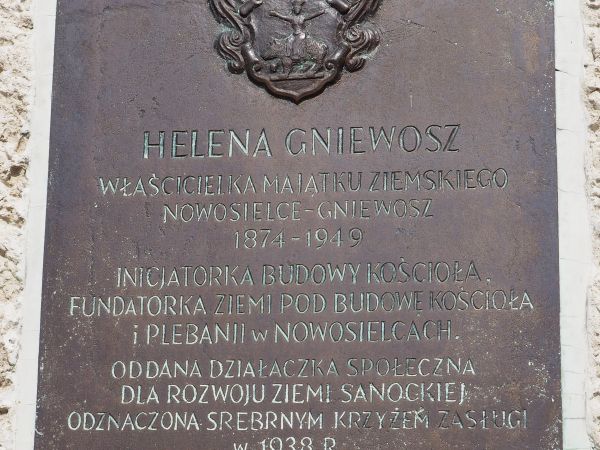 HELENA GNIEWOSZ
WŁAŚCICIELKA MAJĄTKU ZIEMSKIEGO
NOWOSIELCE-GNIEWOSZ
1874-1949
INICJATORKA BUDOWY KOŚCIOŁA,
FUNDATORKA ZIEMI POD BUDOWĘ KOŚCIOŁA
i PLEBANII w NOWOSIELCACH.
ODDANA DZIAŁACZKA SPOŁECZNA
DLA ROZWOJU ZIEMI SANOCKIEJ
ODZNACZONA SREBRNYM KRZYŻEM ZASŁUGI
w 1938 R.